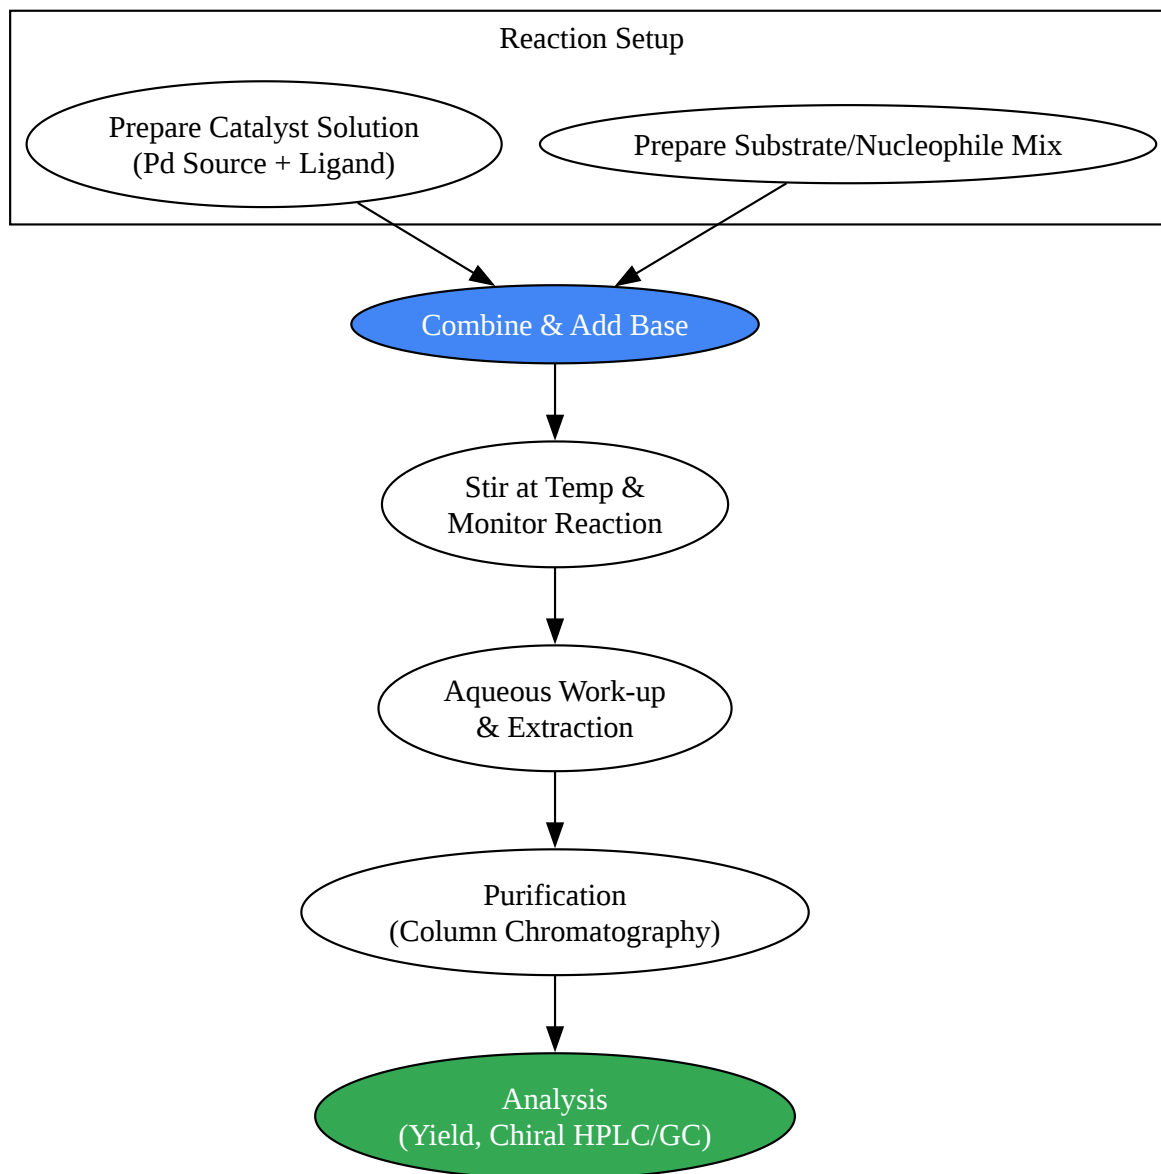 Reaction Setup
Prepare Catalyst Solution
(Pd Source + Ligand)
Prepare Substrate/Nucleophile Mix
Combine & Add Base
Stir at Temp &
Monitor Reaction
Aqueous Work-up
& Extraction
Purification
(Column Chromatography)
Analysis
(Yield, Chiral HPLC/GC)